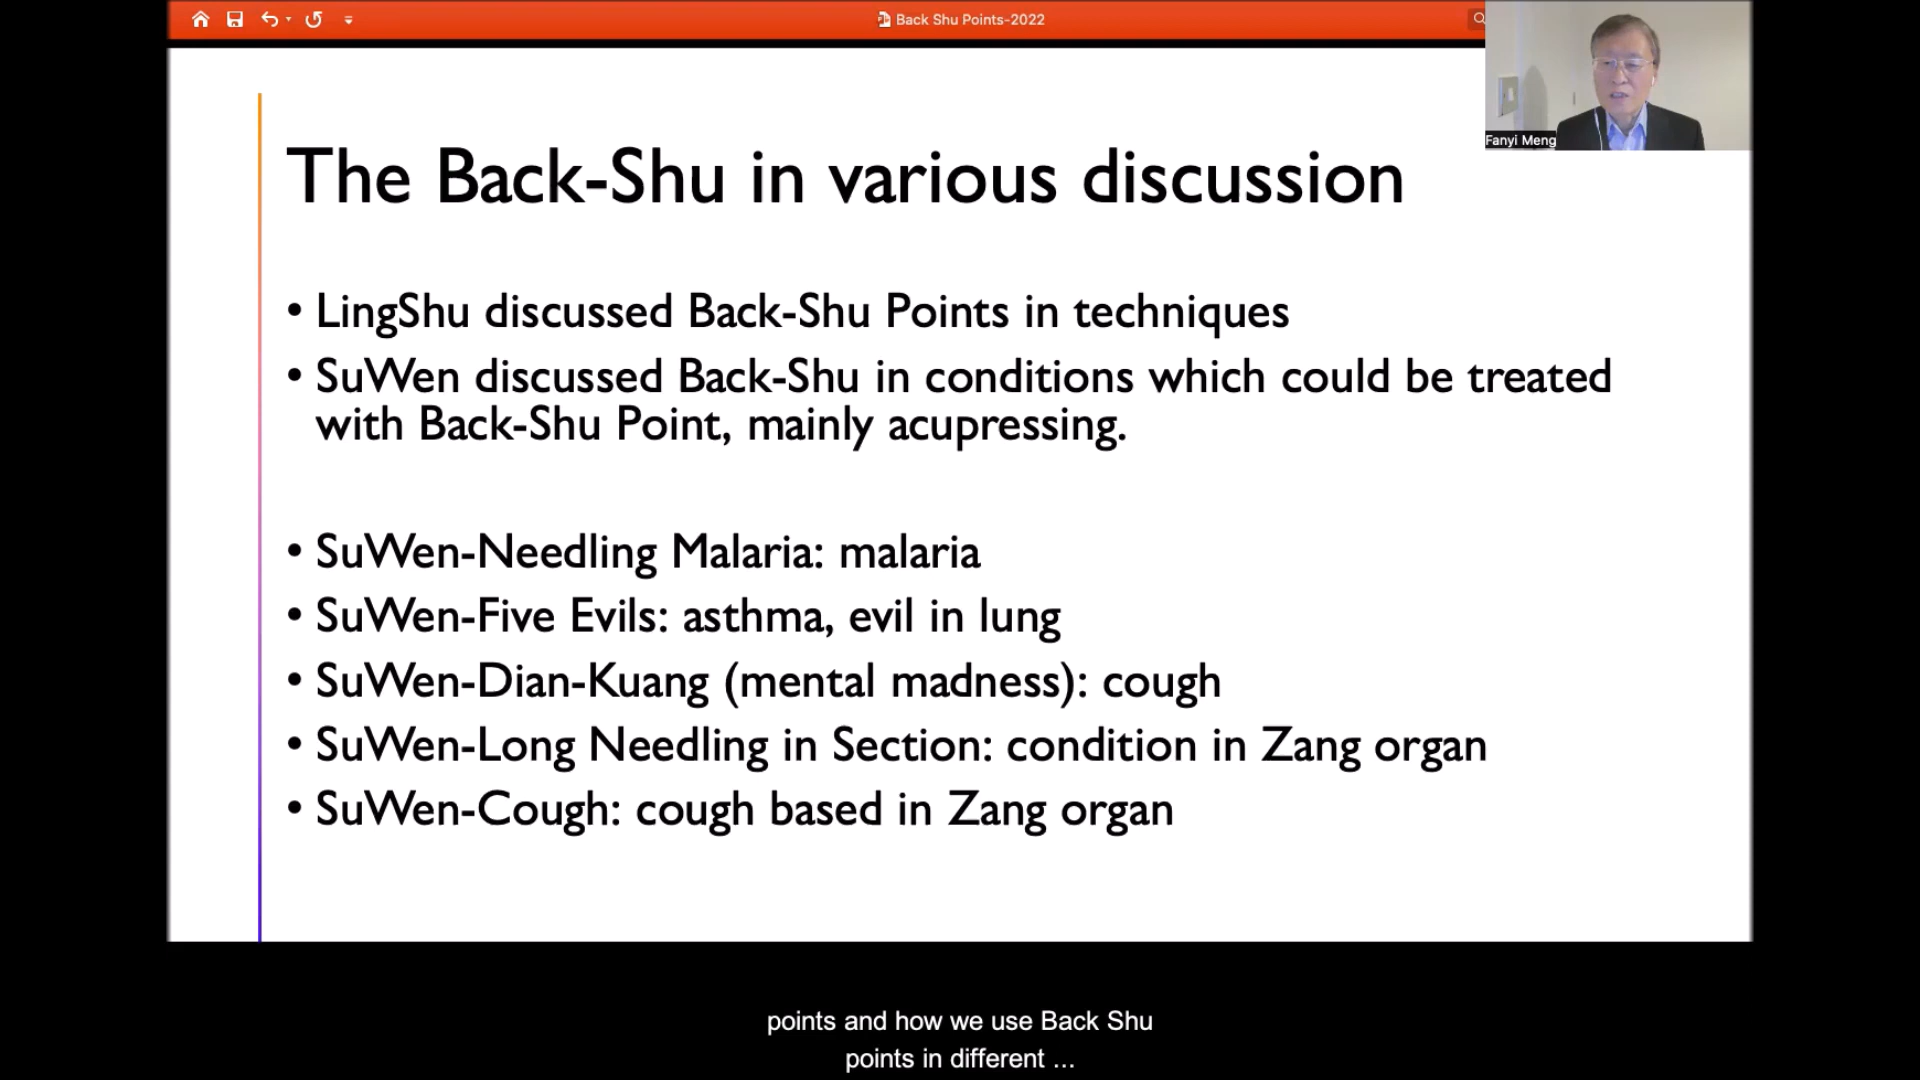 Back Shu Points-2022
Fanyi Meng
The Back-Shu in various discussion
• LingShu discussed Back-Shu Points in techniques
• SuWen discussed Back-Shu in conditions which could be treated
with Back-Shu Point, mainly acupressing.
• SuWen-Needling Malaria: malaria
• SuWen-Five Evils: asthma, evil in lung
• SuWen-Dian-Kuang (mental madness): cough
• SuWen-Long Needling in Section: condition in Zang organ
• SuWen-Cough: cough based in Zang organ
points and how we use Back Shu
points in different ...